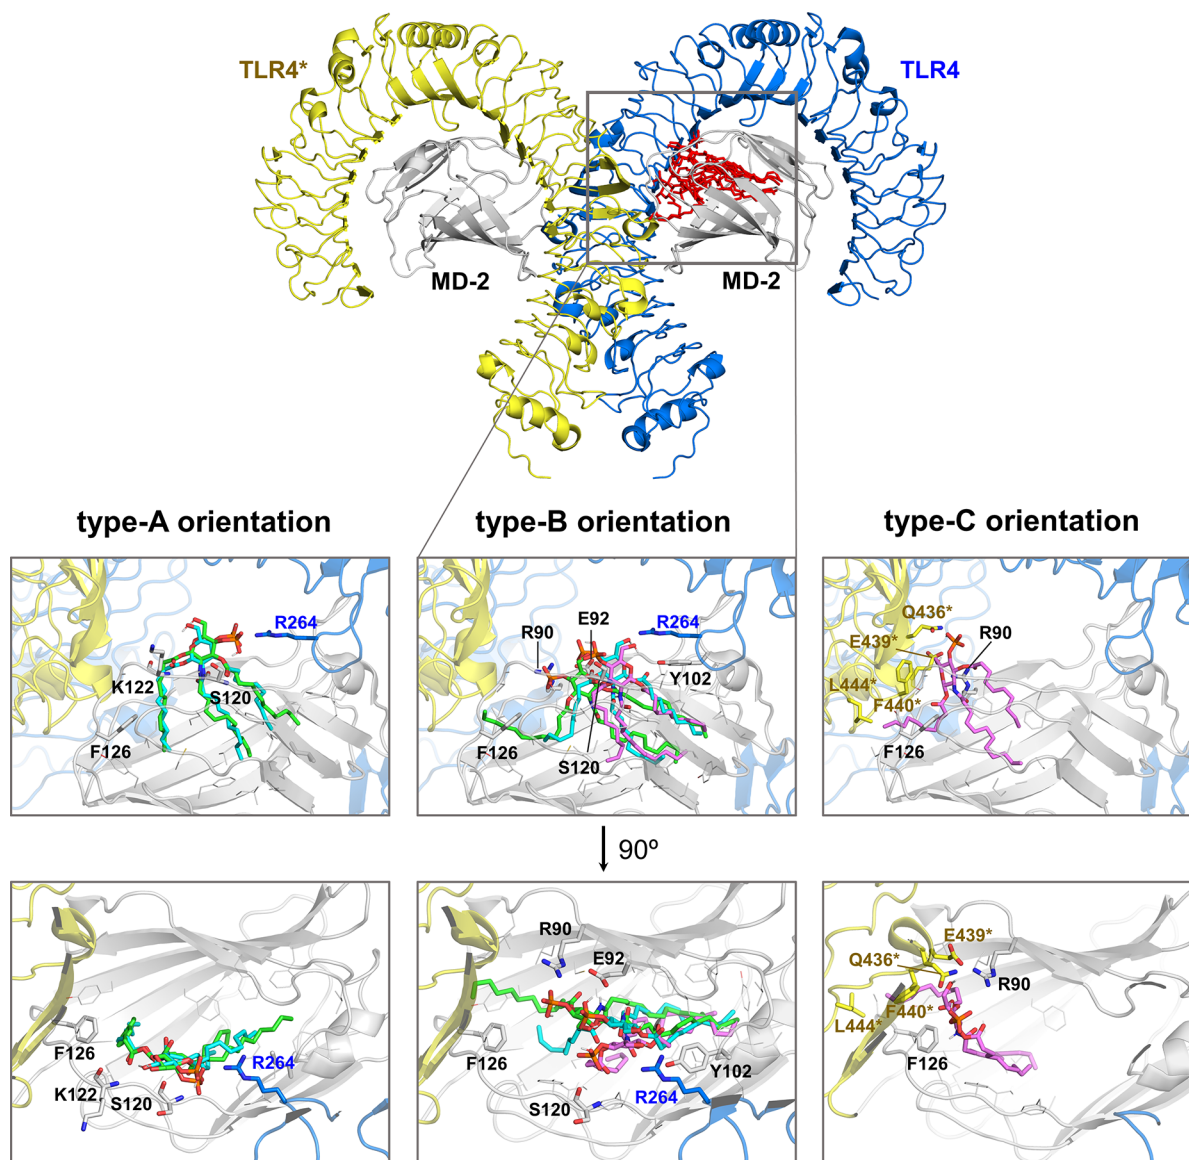 TLR4*
TLR4
MD-2
MD-2
type-A orientation
type-B orientation
type-C orientation
R264
K122
S120
F126
E92
R90
R264
Y102
F126
S120
Q436*
E439*
R90
L444*
F440*
F126
90º
F126
R264
K122
S120
R90
E92
F126
Y102
S120
R264
E439*
Q436*
R90
L444*
F440*
F126